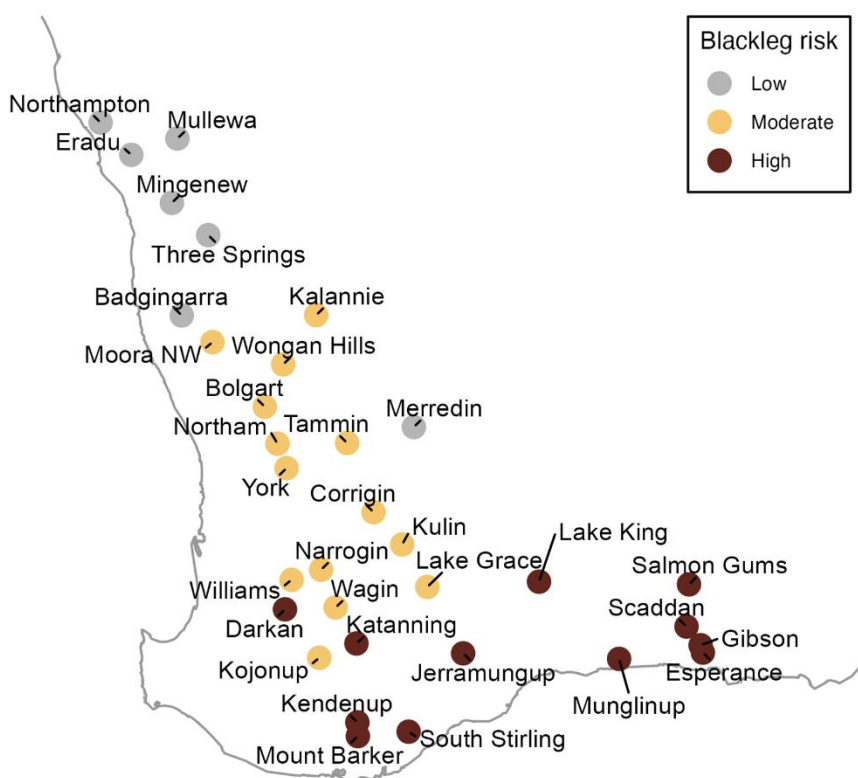 Blackleg risk
Low
Moderate
High
Northampton
Mullewa
Eradu
Mingenew
Three Springs
Badgingarra
Kalannie
Moora NW
Wongan Hills
Bolgart
Merredin
Northam
Tammin
York
Corrigin
Kulin
Lake King
Narrogin
Lake Grace
Salmon Gums
Williams
Wagin
Scaddan
Darkan
Katanning
Gibson
Kojonup
Jerramungup
Esperance
Munglinup
Kendenup
South Stirling
Mount Barker